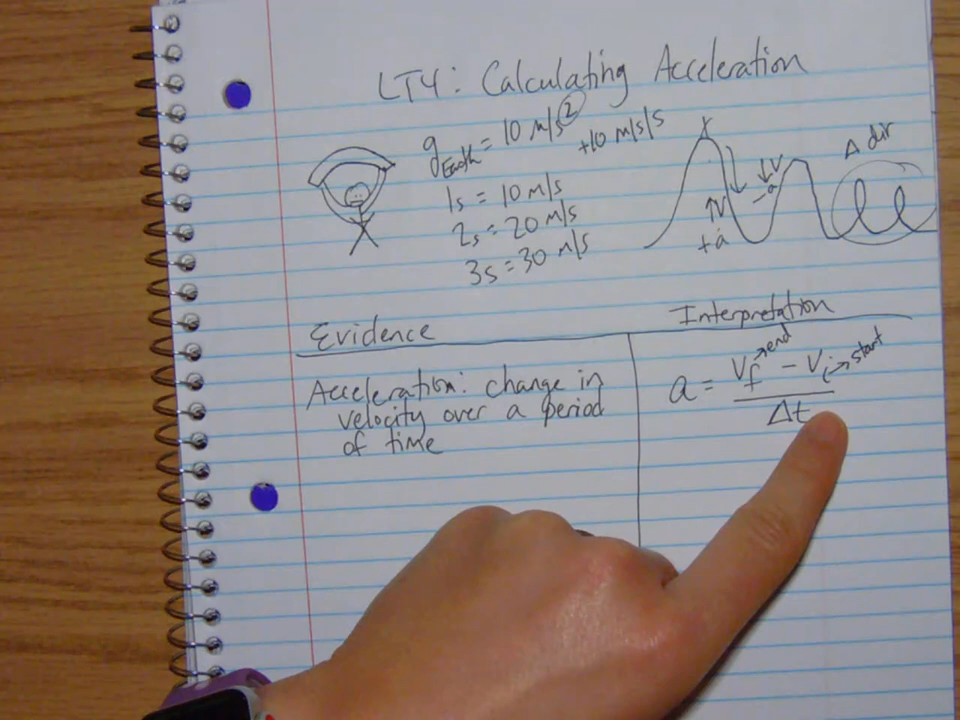 LT4: Calculating Acceleration
gEarth = 10 m/s²
+10 m/s/s
1s = 10 m/s
2s = 20 m/s
3s = 30 m/s
x
↓v
-a
↑v
+a
Δ dir
Evidence
Interpretation
Acceleration: change in
velocity over a period
of time
a = Vf→end - Vi→start
Δt